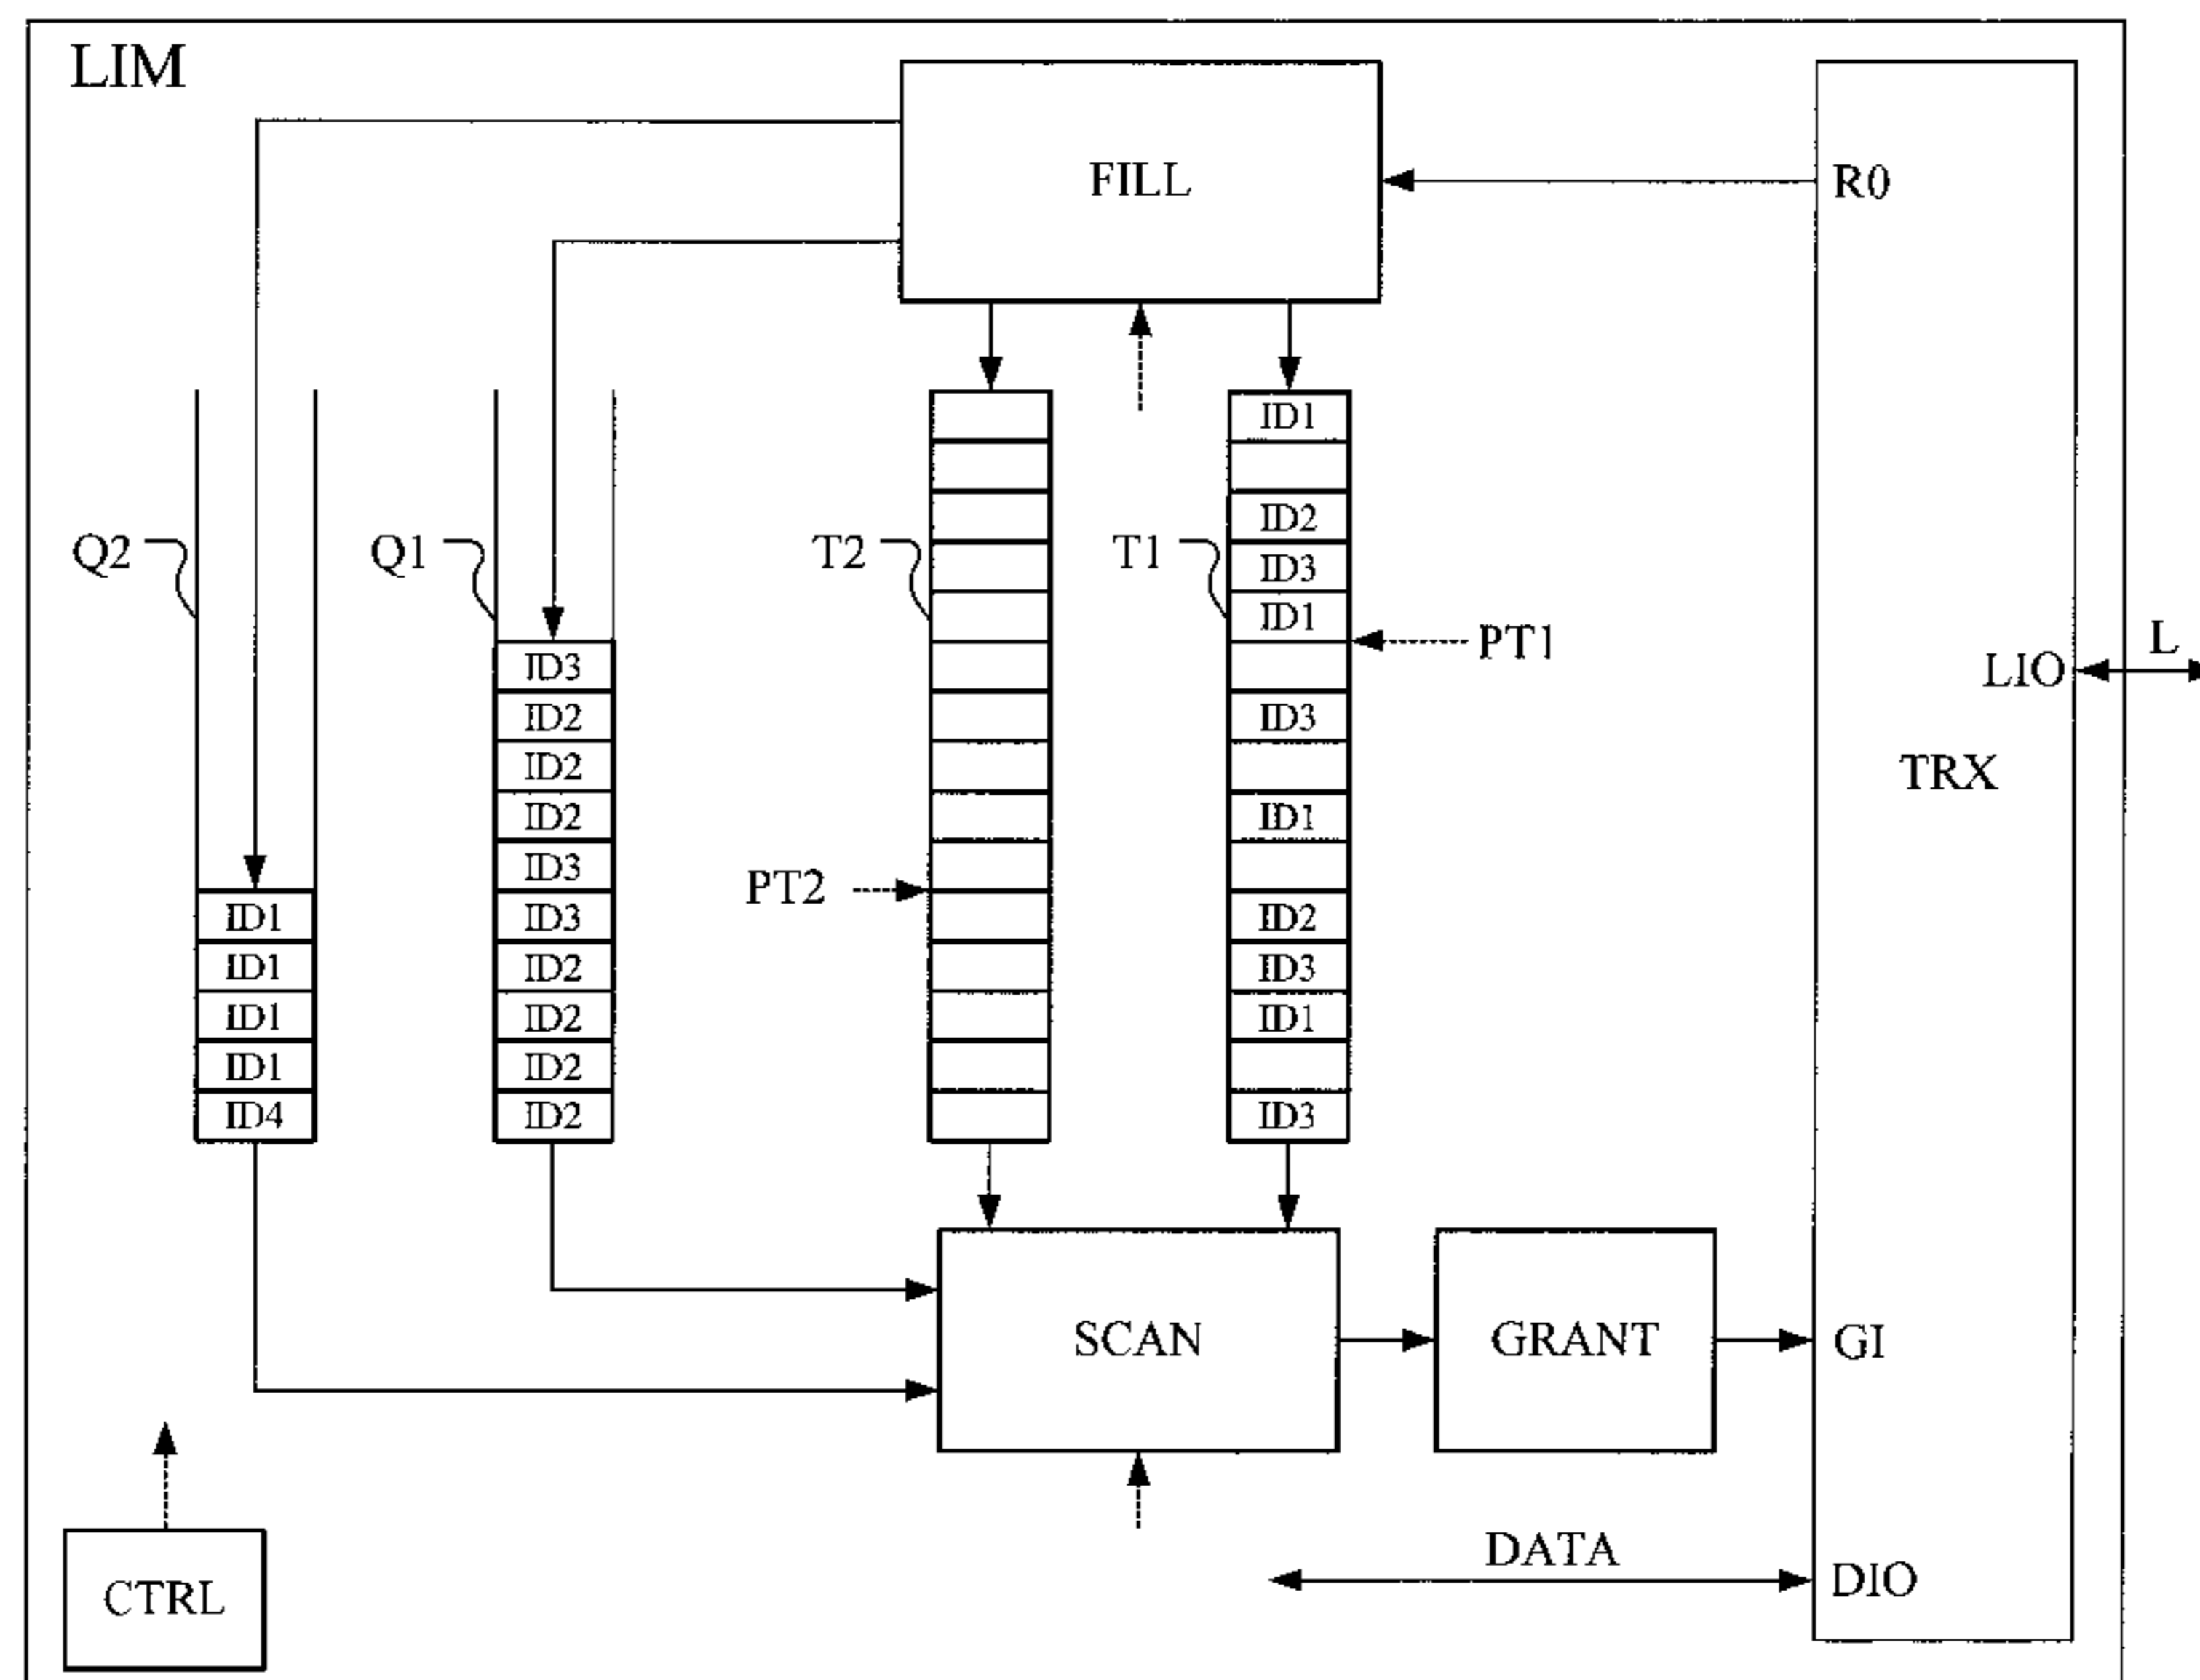 LIM
FILL
R0
Q2
Q1
T2
T1
ID1
ID2
ID3
ID1
ID3
ID1
ID2
ID3
ID1
ID3
PT1
LIO
L
TRX
ID3
ID2
ID2
ID2
ID3
ID3
ID2
ID2
ID2
ID2
PT2
ID1
ID1
ID1
ID1
ID4
SCAN
GRANT
GI
DATA
DIO
CTRL